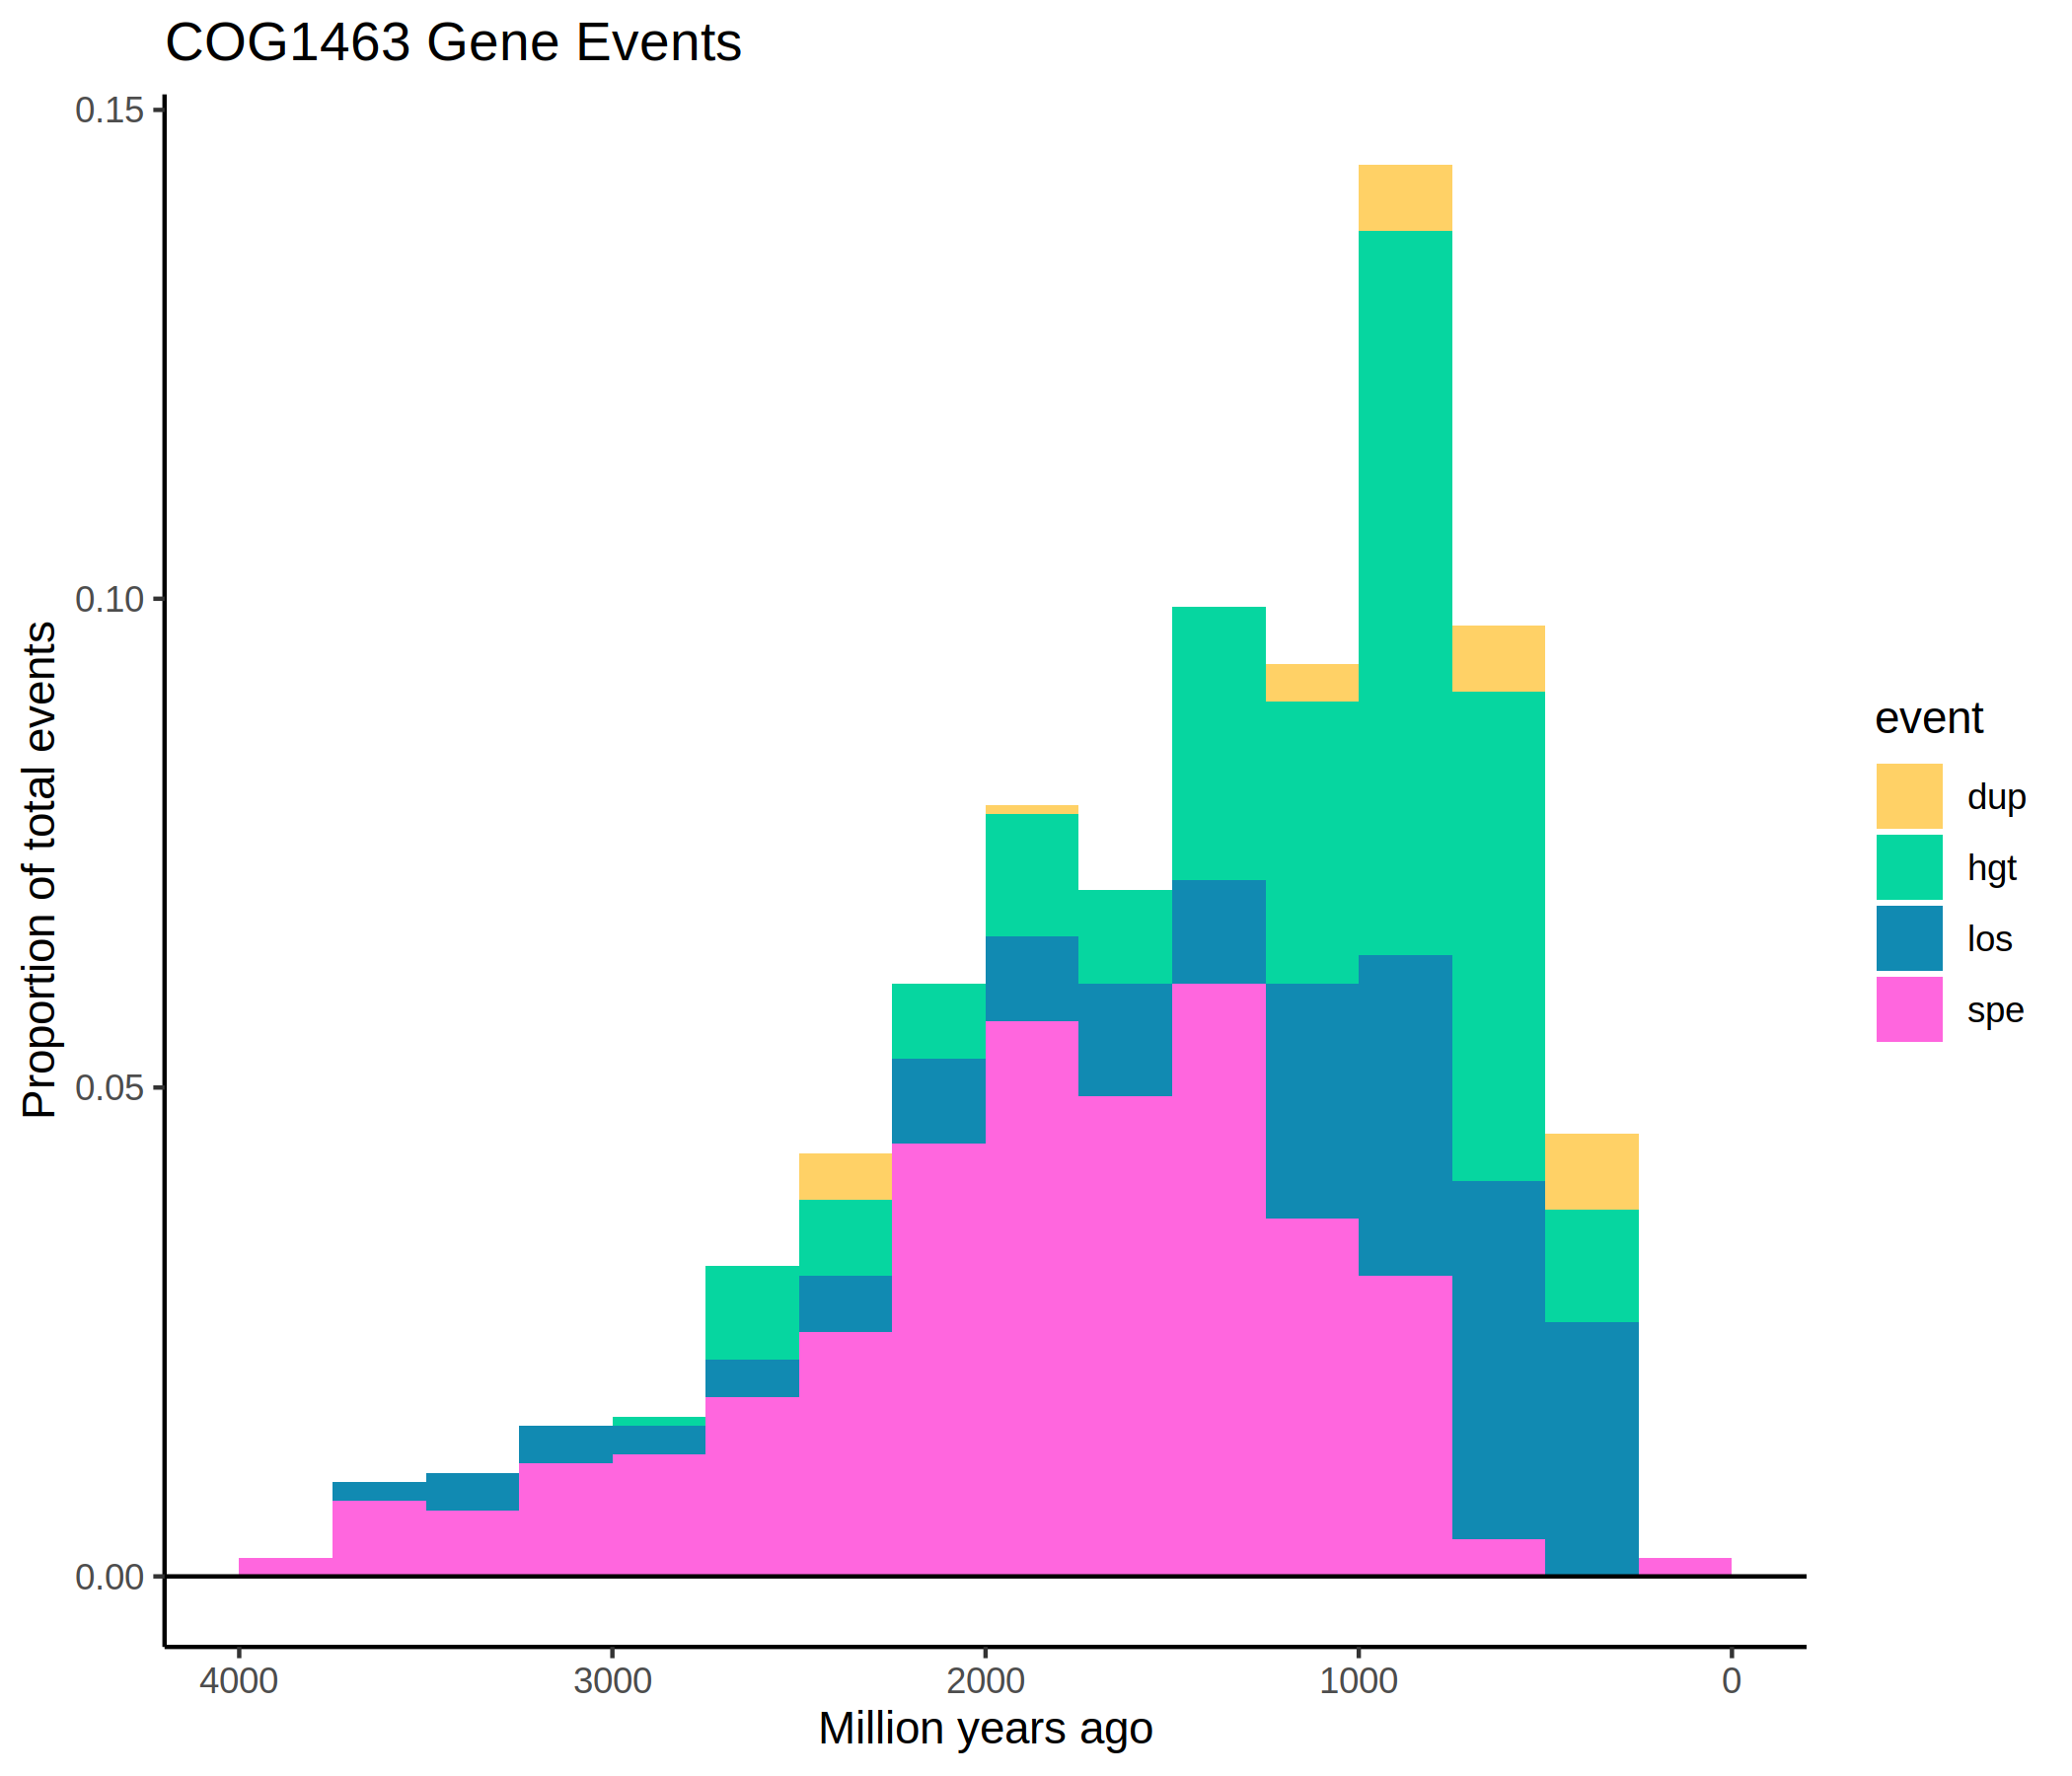 COG1463 Gene Events
0.15
0.10
0.05
0.00
Proportion of total events
4000 3000 2000 1000 0
Million years ago
event
dup
hgt
los
spe